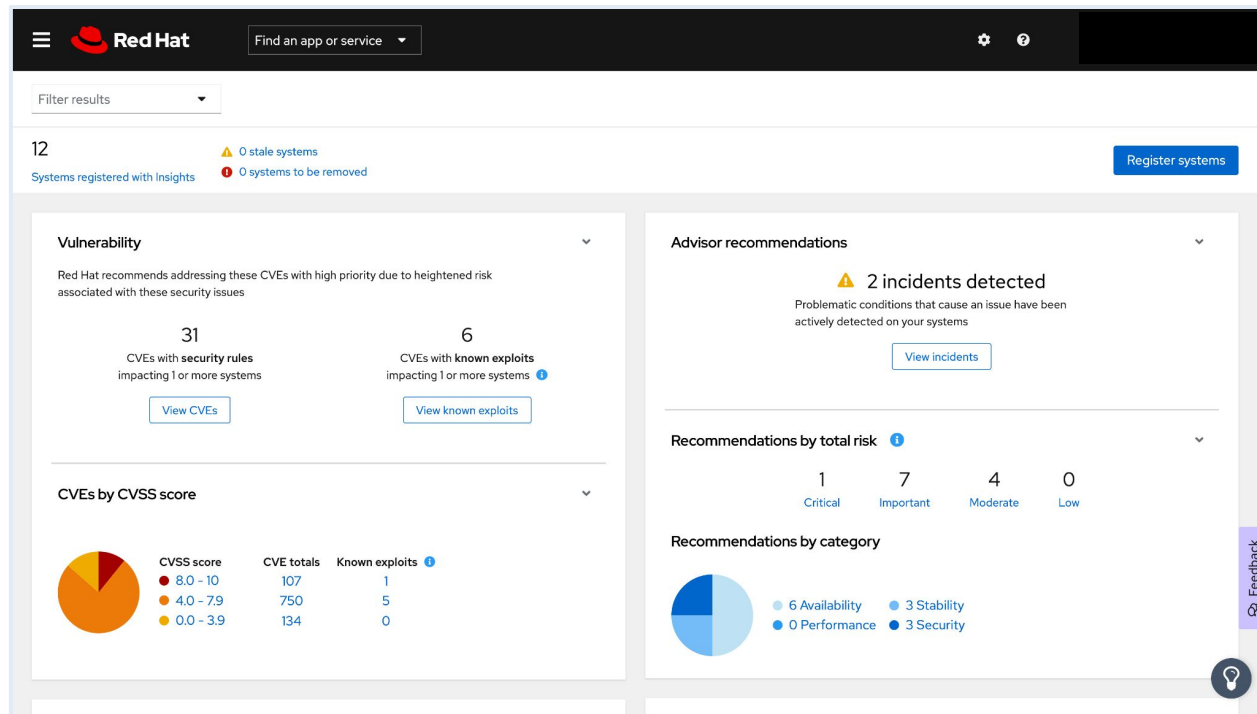 Red Hat
Find an app or service
Filter results
12
Systems registered with Insights
0 stale systems
0 systems to be removed
Register systems
Vulnerability
Red Hat recommends addressing these CVEs with high priority due to heightened risk
associated with these security issues
31
CVEs with security rules
impacting 1 or more systems
View CVEs
6
CVEs with known exploits
impacting 1 or more systems
View known exploits
CVEs by CVSS score
CVSS score CVE totals Known exploits
8.0 - 10 107 1
4.0 - 7.9 750 5
0.0 - 3.9 134 0
Advisor recommendations
2 incidents detected
Problematic conditions that cause an issue have been
actively detected on your systems
View incidents
Recommendations by total risk
1 7 4 0
Critical Important Moderate Low
Recommendations by category
6 Availability 3 Stability
0 Performance 3 Security
Feedback